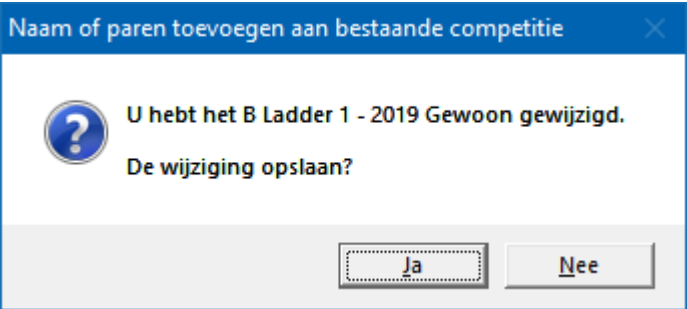 Naam of paren toevoegen aan bestaande competitie
U hebt het B Ladder 1 - 2019 Gewoon gewijzigd.
De wijziging opslaan?
Ja
Nee